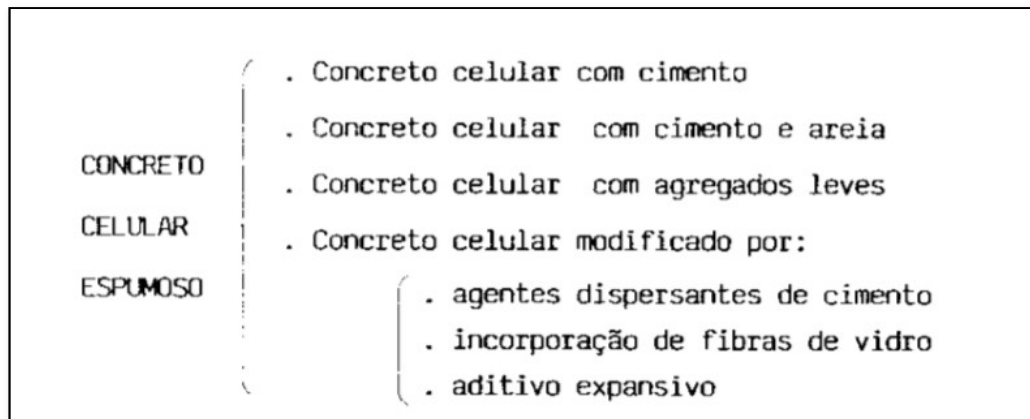 CONCRETO
CELULAR
ESPUMOSO
. Concreto celular com cimento
. Concreto celular com cimento e areia
. Concreto celular com agregados leves
. Concreto celular modificado por:
. agentes dispersantes de cimento
. incorporação de fibras de vidro
. aditivo expansivo